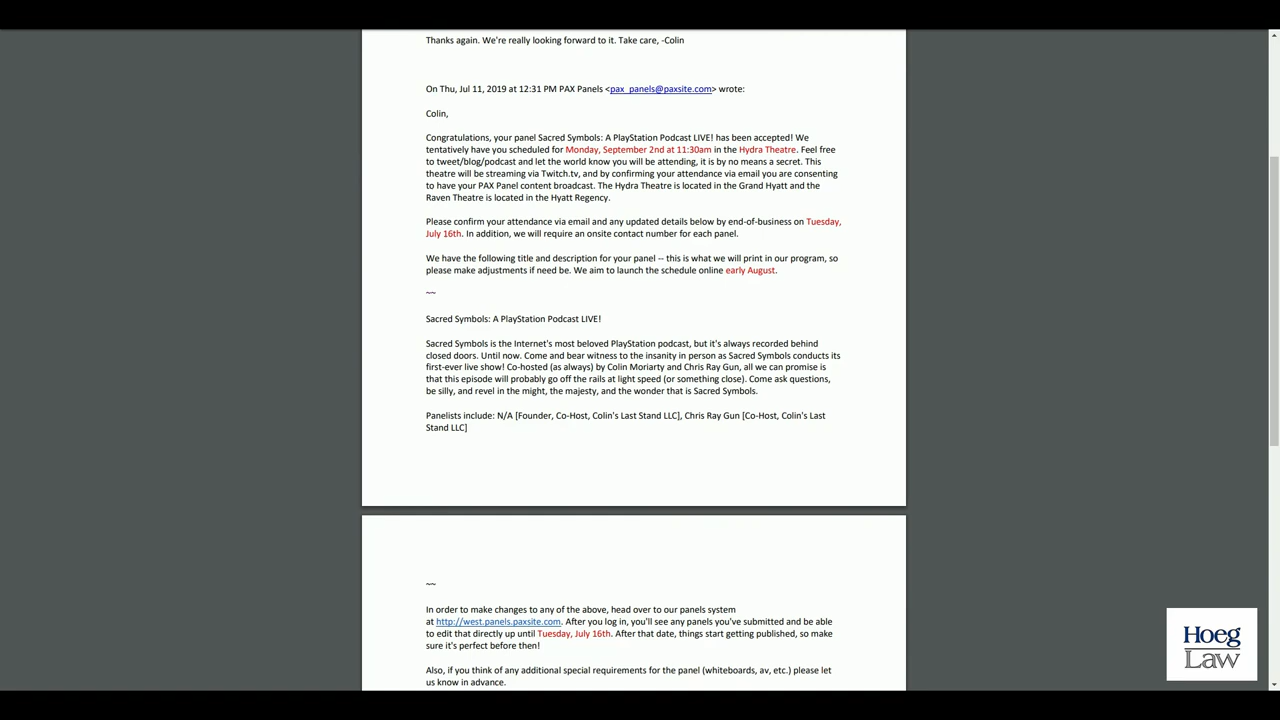 Thanks again. We're really looking forward to it. Take care, -Colin
On Thu, Jul 11, 2019 at 12:31 PM PAX Panels <pax_panels@paxsite.com> wrote:
Colin,
Congratulations, your panel Sacred Symbols: A PlayStation Podcast LIVE! has been accepted! We
tentatively have you scheduled for Monday, September 2nd at 11:30am in the Hydra Theatre. Feel free
to tweet/blog/podcast and let the world know you will be attending, it is by no means a secret. This
theatre will be streaming via Twitch.tv, and by confirming your attendance via email you are consenting
to have your PAX Panel content broadcast. The Hydra Theatre is located in the Grand Hyatt and the
Raven Theatre is located in the Hyatt Regency.
Please confirm your attendance via email and any updated details below by end-of-business on Tuesday,
July 16th. In addition, we will require an onsite contact number for each panel.
We have the following title and description for your panel -- this is what we will print in our program, so
please make adjustments if need be. We aim to launch the schedule online early August.
~~
Sacred Symbols: A PlayStation Podcast LIVE!
Sacred Symbols is the Internet's most beloved PlayStation podcast, but it's always recorded behind
closed doors. Until now. Come and bear witness to the insanity in person as Sacred Symbols conducts its
first-ever live show! Co-hosted (as always) by Colin Moriarty and Chris Ray Gun, all we can promise is
that this episode will probably go off the rails at light speed (or something close). Come ask questions,
be silly, and revel in the might, the majesty, and the wonder that is Sacred Symbols.
Panelists include: N/A [Founder, Co-Host, Colin's Last Stand LLC], Chris Ray Gun [Co-Host, Colin's Last
Stand LLC]
~~
In order to make changes to any of the above, head over to our panels system
at http://west.panels.paxsite.com. After you log in, you'll see any panels you've submitted and be able
to edit that directly up until Tuesday, July 16th. After that date, things start getting published, so make
sure it's perfect before then!
Also, if you think of any additional special requirements for the panel (whiteboards, av, etc.) please let
us know in advance.
Hoeg
Law